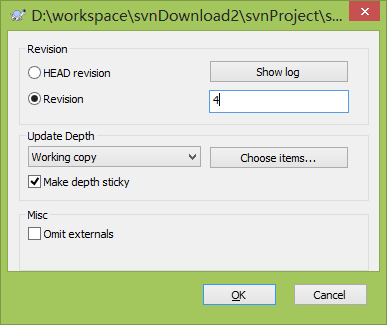 D:\workspace\svnDownload2\svnProject\s...
Revision
HEAD revision
Show log
Revision
4
Update Depth
Working copy
Choose items...
Make depth sticky
Misc
Omit externals
OK
Cancel